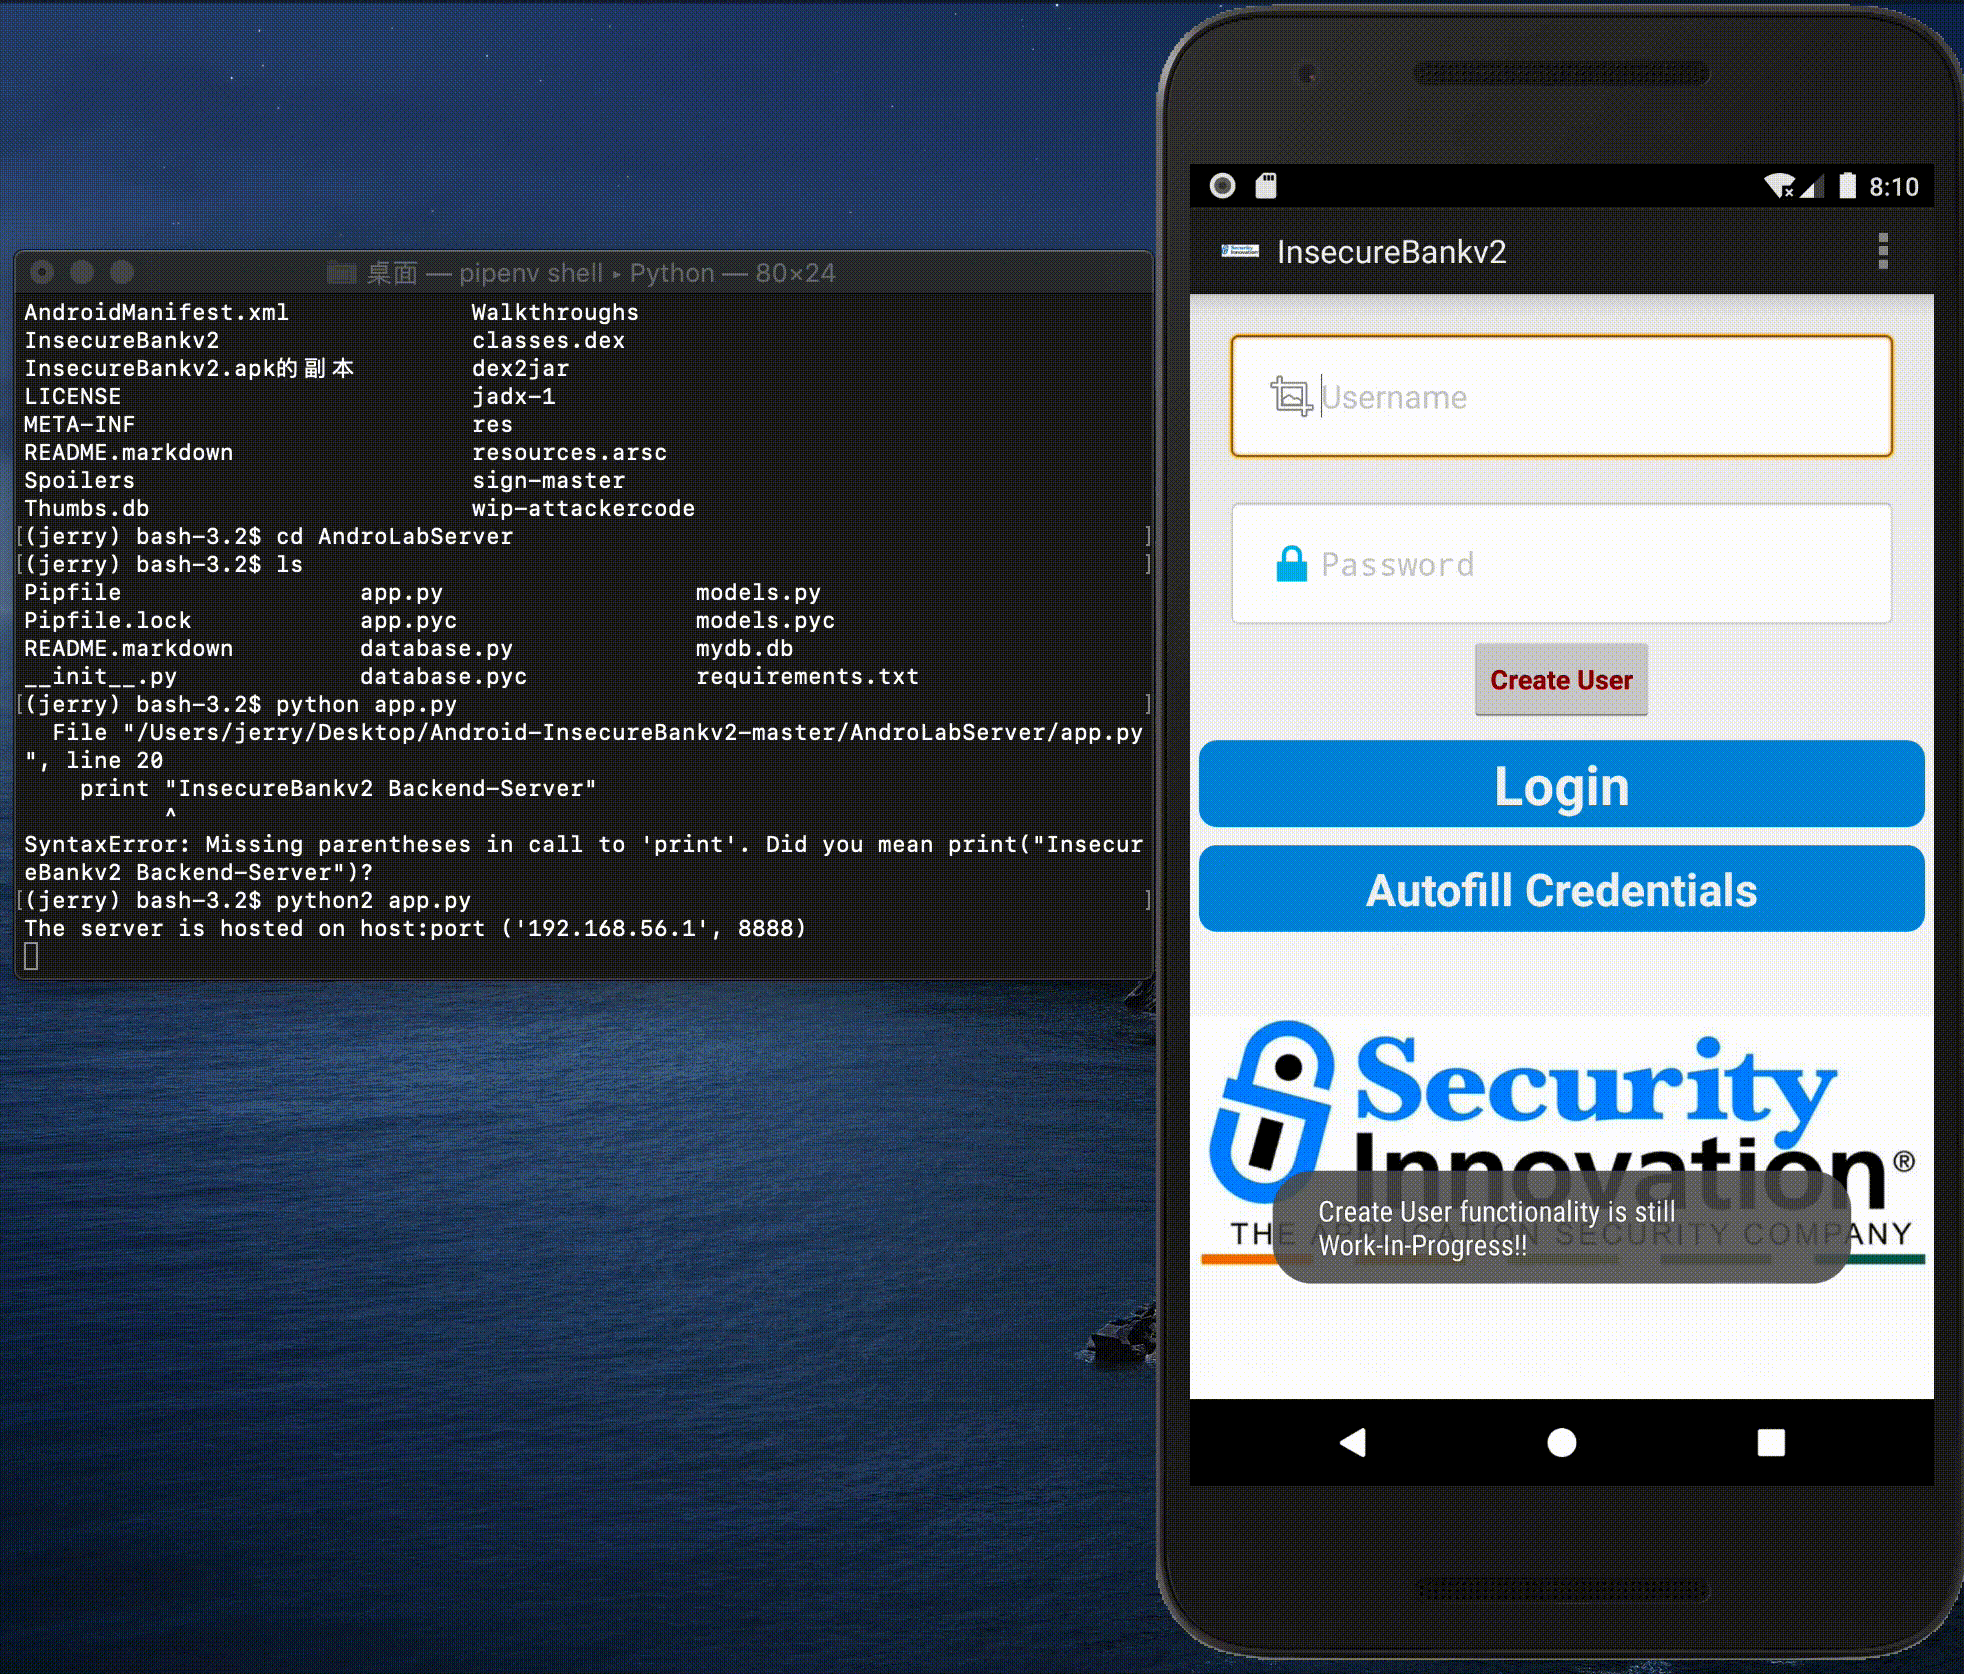 桌面 — pipenv shell ▸ Python — 80×24
AndroidManifest.xml Walkthroughs
InsecureBankv2 classes.dex
InsecureBankv2.apk的副本 dex2jar
LICENSE jadx-1
META-INF res
README.markdown resources.arsc
Spoilers sign-master
Thumbs.db wip-attackercode
[(jerry) bash-3.2$ cd AndroLabServer ]
[(jerry) bash-3.2$ ls ]
Pipfile app.py models.py
Pipfile.lock app.pyc models.pyc
README.markdown database.py mydb.db
__init__.py database.pyc requirements.txt
[(jerry) bash-3.2$ python app.py ]
File "/Users/jerry/Desktop/Android-InsecureBankv2-master/AndroLabServer/app.py
", line 20
print "InsecureBankv2 Backend-Server"
^
SyntaxError: Missing parentheses in call to 'print'. Did you mean print("Insecur
eBankv2 Backend-Server")?
[(jerry) bash-3.2$ python2 app.py ]
The server is hosted on host:port ('192.168.56.1', 8888)
8:10
Security
Innovation
InsecureBankv2
Username
Password
Create User
Login
Autofill Credentials
Security
Innovation®
THE APPLICATION SECURITY COMPANY
Create User functionality is still
Work-In-Progress!!